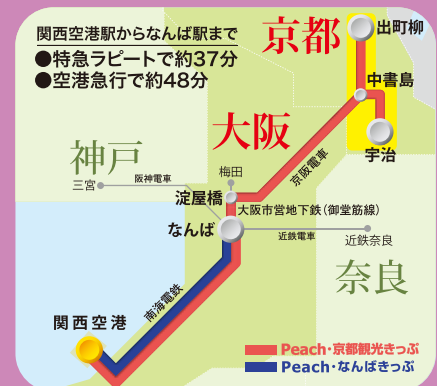 関西空港駅からなんば駅まで
●特急ラピートで約37分
●空港急行で約48分
京都
出町柳
中書島
宇治
大阪
京阪電車
神戸
三宮
阪神電車
梅田
淀屋橋
大阪市営地下鉄(御堂筋線)
なんば
近鉄電車
近鉄奈良
奈良
南海電鉄
関西空港
Peach・京都観光きっぷ
Peach・なんばきっぷ